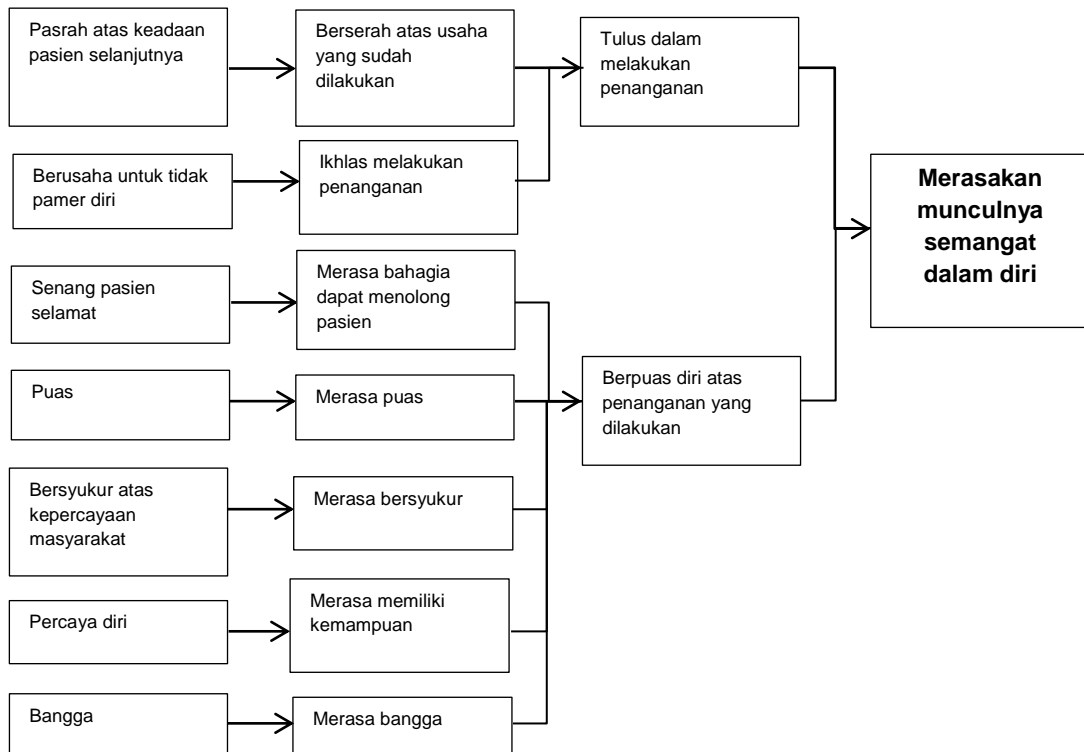 Pasrah atas keadaan
pasien selanjutnya
Berserah atas usaha
yang sudah
dilakukan
Tulus dalam
melakukan
penanganan
Berusaha untuk tidak
pamer diri
Ikhlas melakukan
penanganan
Merasakan
munculnya
semangat
dalam diri
Senang pasien
selamat
Merasa bahagia
dapat menolong
pasien
Puas
Merasa puas
Berpuas diri atas
penanganan yang
dilakukan
Bersyukur atas
kepercayaan
masyarakat
Merasa bersyukur
Percaya diri
Merasa memiliki
kemampuan
Bangga
Merasa bangga